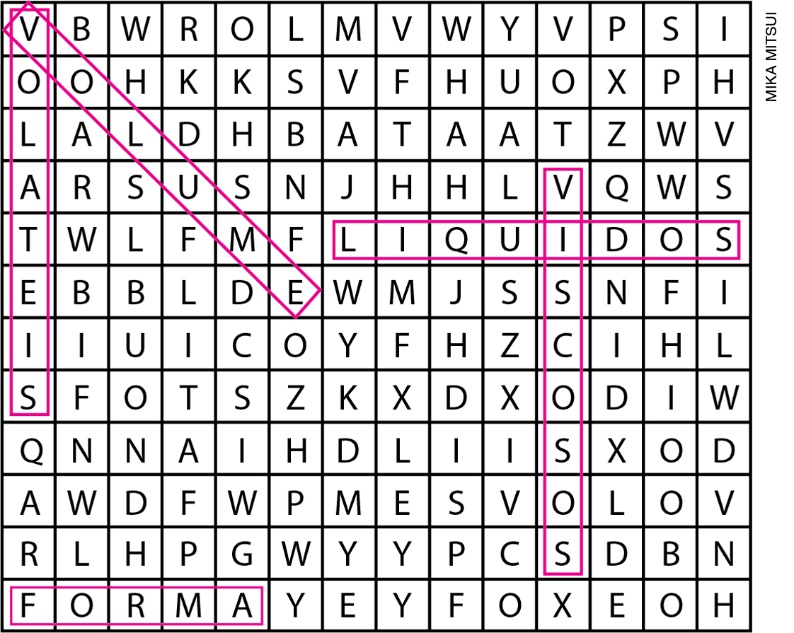 V B W R O L M V W Y V P S I
O O H K K S V F H U O X P H
L A L D H B A T A A T Z W V
A R S U S N J H H L V Q W S
T W L F M F L I Q U I D O S
E B B L D E W M J S S N F I
I I U I C O Y F H Z C I H L
S F O T S Z K X D X O D I W
Q N N A I H D L I I S X O D
A W D F W P M E S V O L O V
R L H P G W Y Y P C S D B N
F O R M A Y E Y F O X E O H
MIKA MITSUI